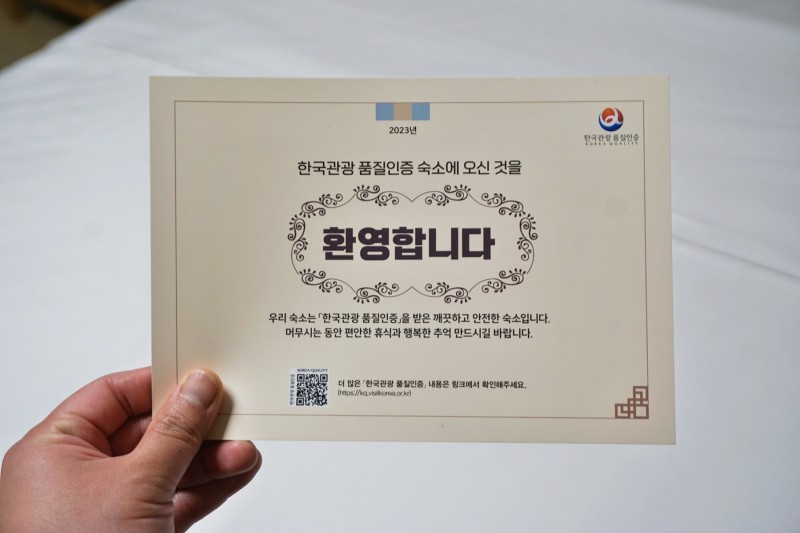 2023년
한국관광 품질인증
KOREA QUALITY
한국관광 품질인증 숙소에 오신 것을
환영합니다
우리 숙소는 「한국관광 품질인증」을 받은 깨끗하고 안전한 숙소입니다.
머무시는 동안 편안한 휴식과 행복한 추억 만드시길 바랍니다.
KOREA QUALITY
더 많은 「한국관광 품질인증」 내용은 링크에서 확인해주세요.
(https://kq.visitkorea.or.kr)